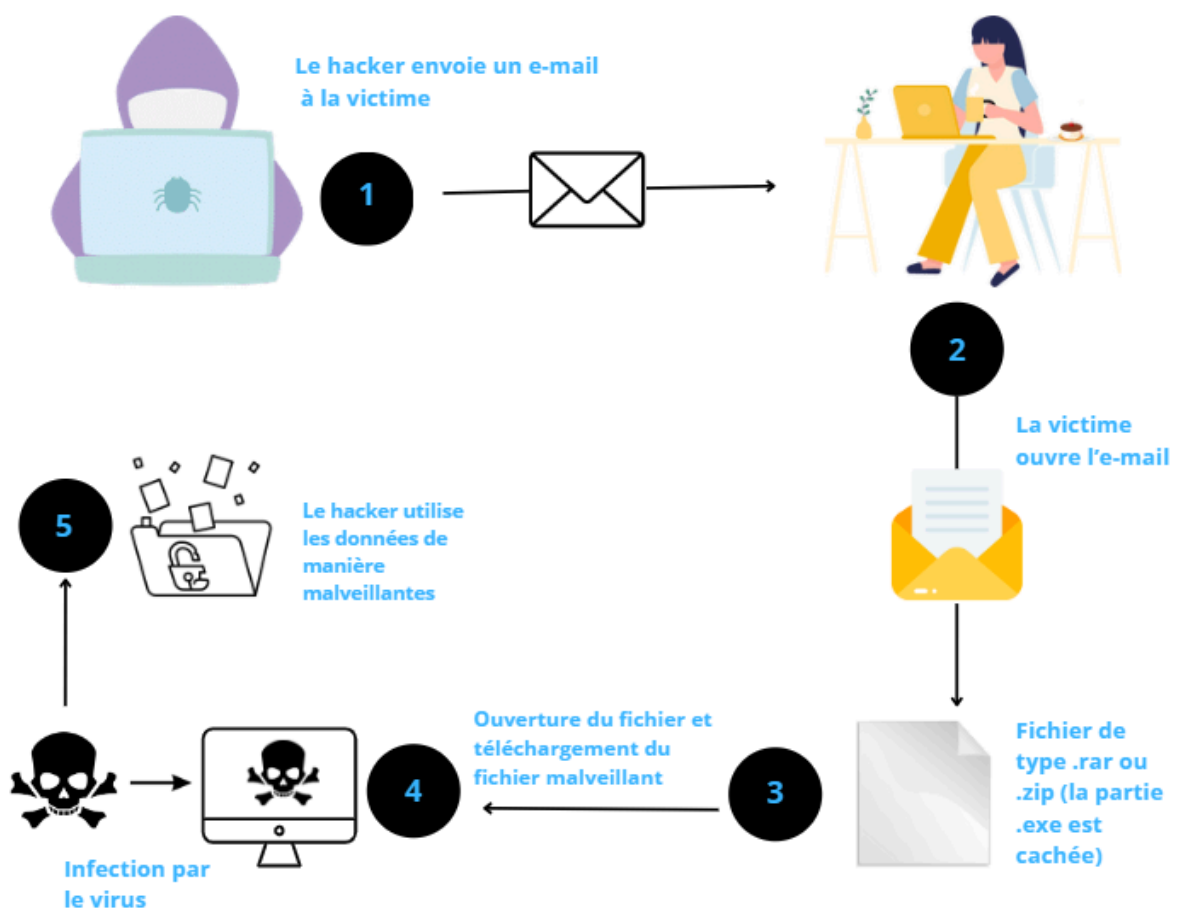 Le hacker envoie un e-mail
à la victime
1
2
La victime
ouvre l'e-mail
Fichier de
type .rar ou
.zip (la partie
.exe est
cachée)
3
Ouverture du fichier et
téléchargement du
fichier malveillant
4
Infection par
le virus
5
Le hacker utilise
les données de
manière
malveillantes